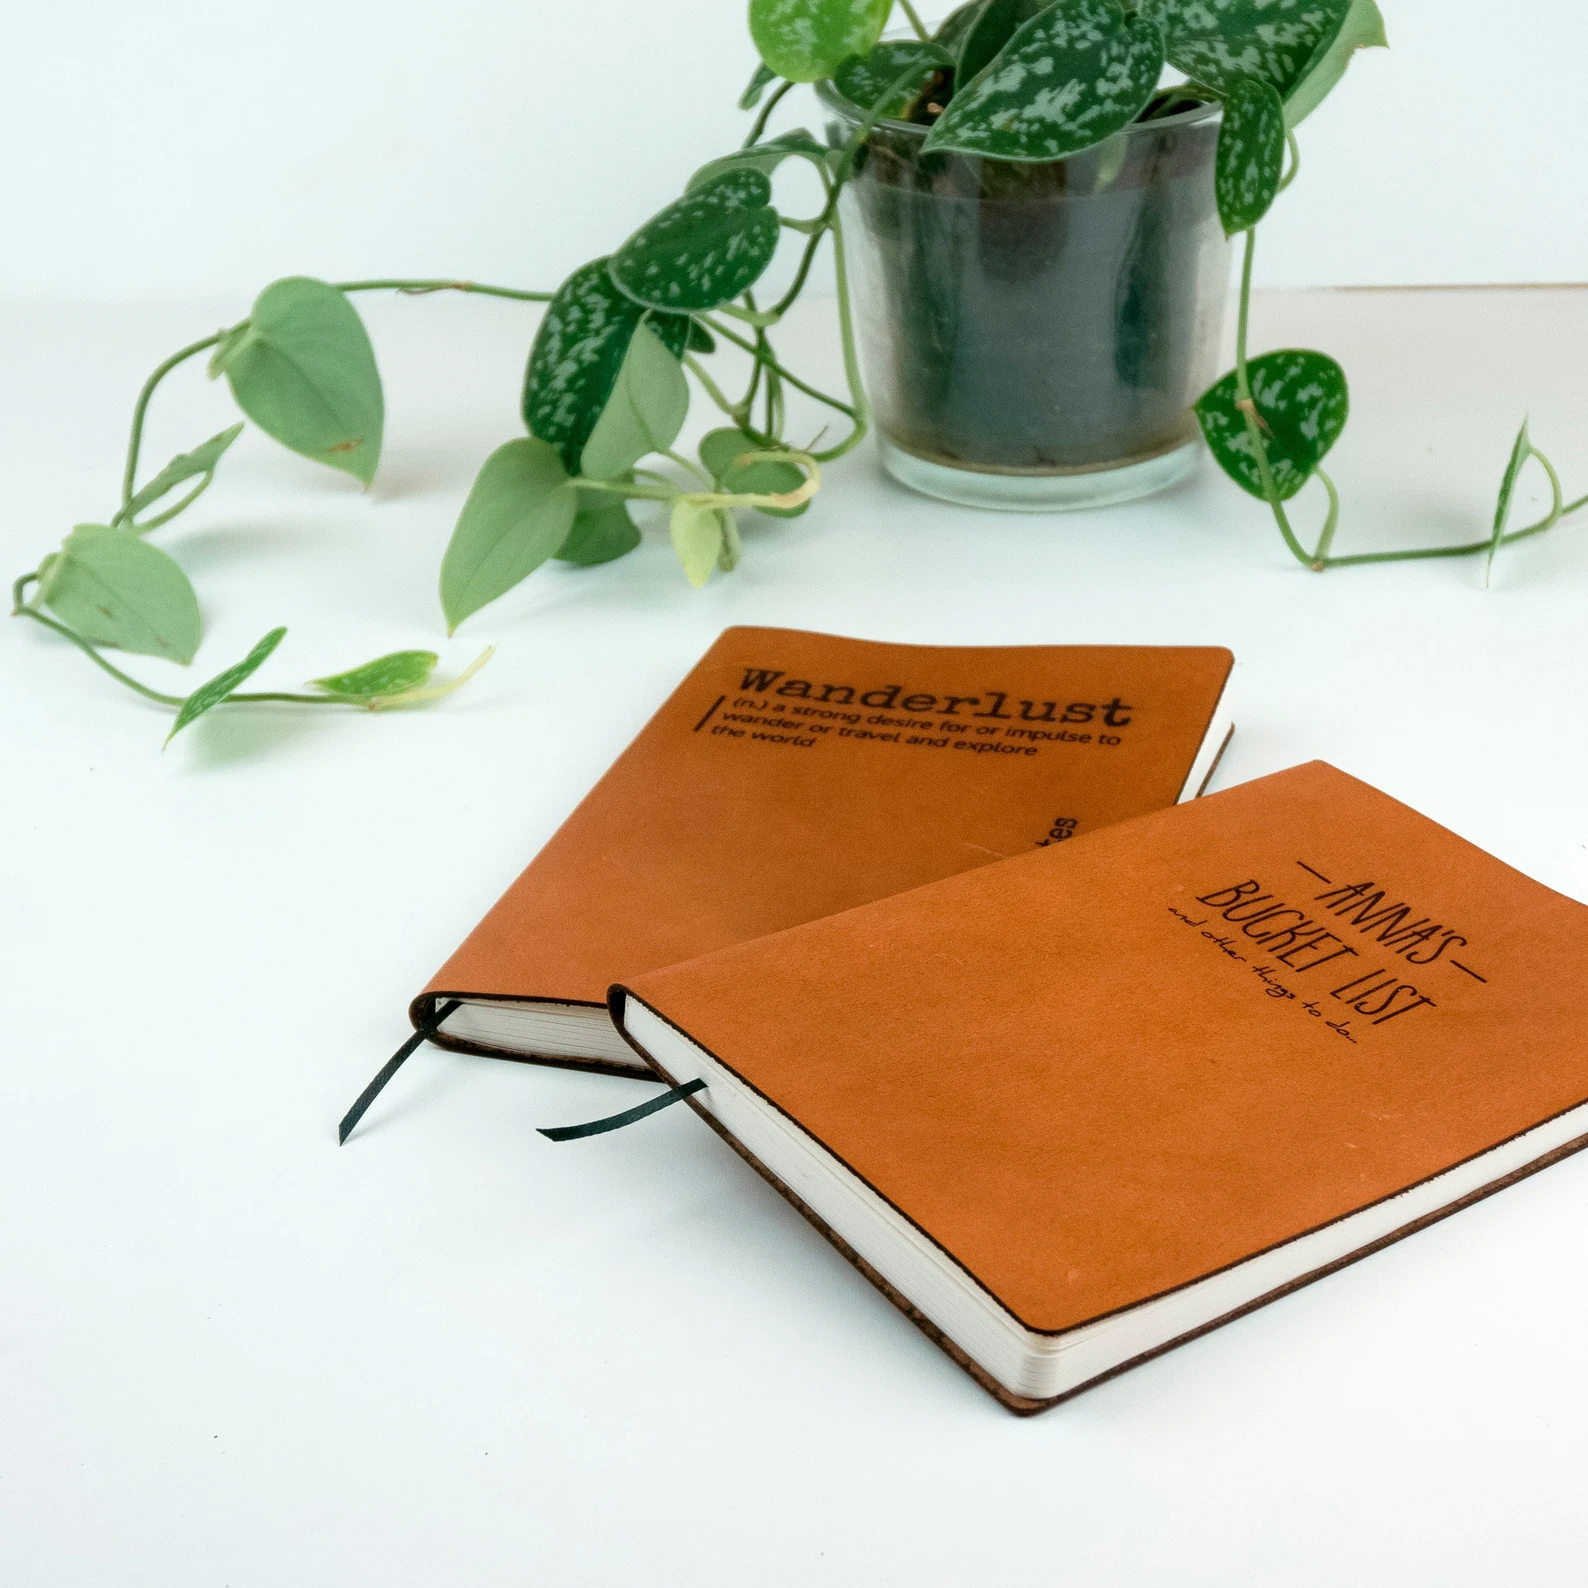 Wanderlust
(n.) a strong desire for or impulse to
wander or travel and explore
the world
—ANNA'S—
BUCKET LIST
and other things to do...